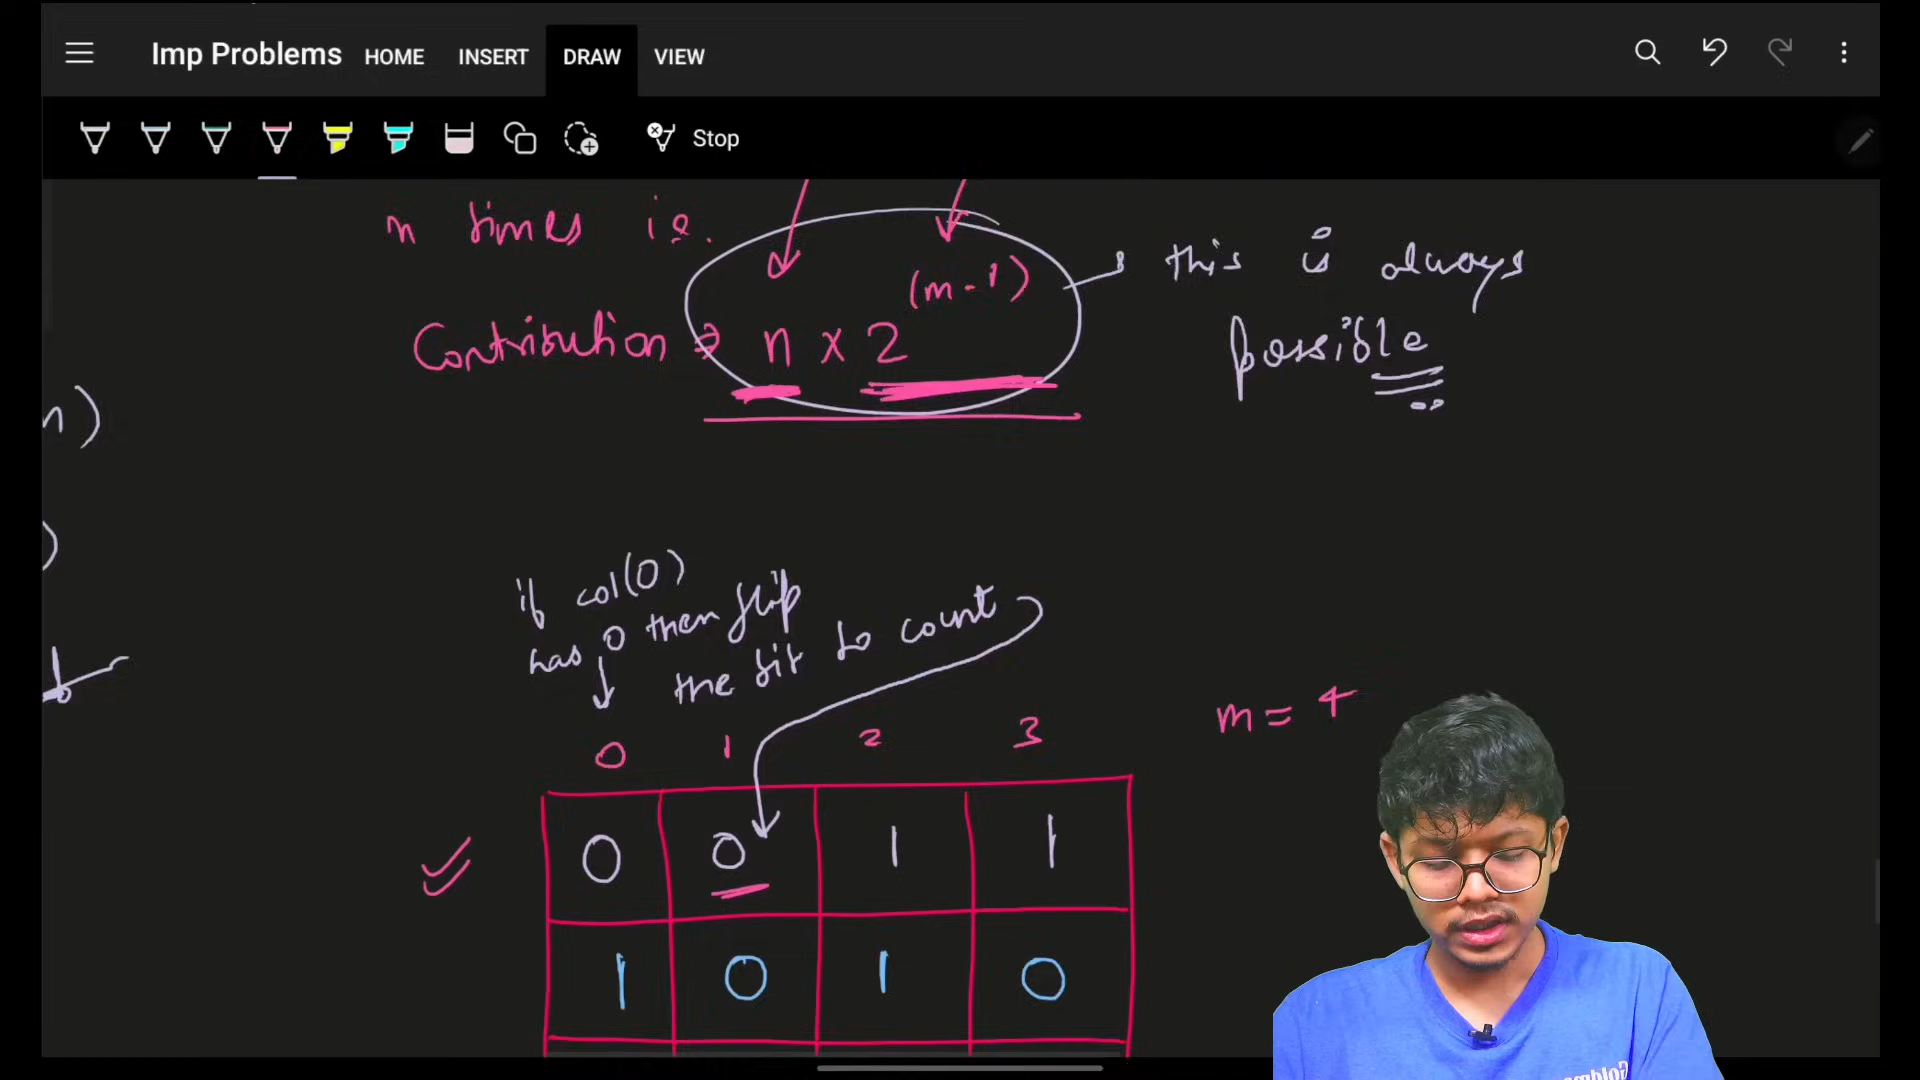 Imp Problems HOME INSERT DRAW VIEW
Stop
n times i.e.
(m-1)
Contribution → n x 2
this is always
possible
n)
)
if col(0)
has 0 then flip
the bit to count
0 1 2 3
m = 4
0 0 1 1
1 0 1 0